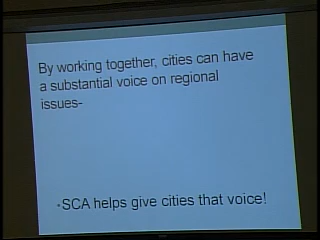 By working together, cities can have
a substantial voice on regional
issues-
-SCA helps give cities that voice!